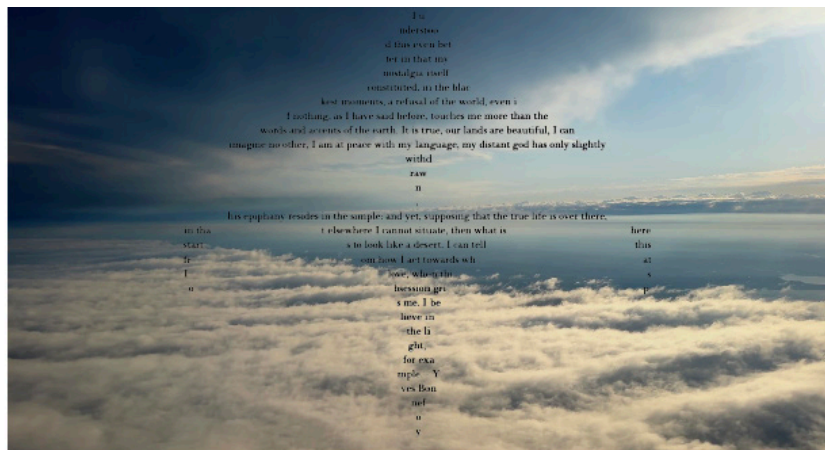 I u
nderstoo
d this even bet
ter in that my
nostalgia itself
constituted, in the blac
kest moments, a refusal of the world, even i
f nothing, as I have said before, touches me more than the
words and accents of the earth. It is true, our lands are beautiful, I can
imagine no other, I am at peace with my language, my distant god has only slightly
withd
raw
n
,
his epiphany resides in the simple: and yet, supposing that the true life is over there,
in tha t elsewhere I cannot situate, then what is here
start s to look like a desert. I can tell this
fr om how I act towards wh at
I love, when the s
o bsession gri p
s me. I be
lieve in
the li
ght,
for exa
mple. Y
ves Bon
nef
o
y